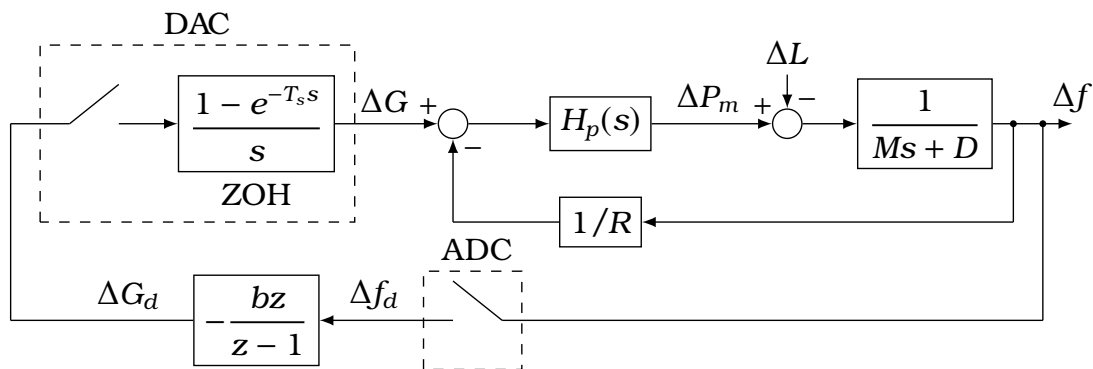 DAC
1 − e^{−T_s s}
s
ZOH
ΔG
+
−
H_p(s)
ΔP_m
+
ΔL
−
1
Ms + D
Δf
1/R
ADC
ΔG_d
−
bz
z − 1
Δf_d